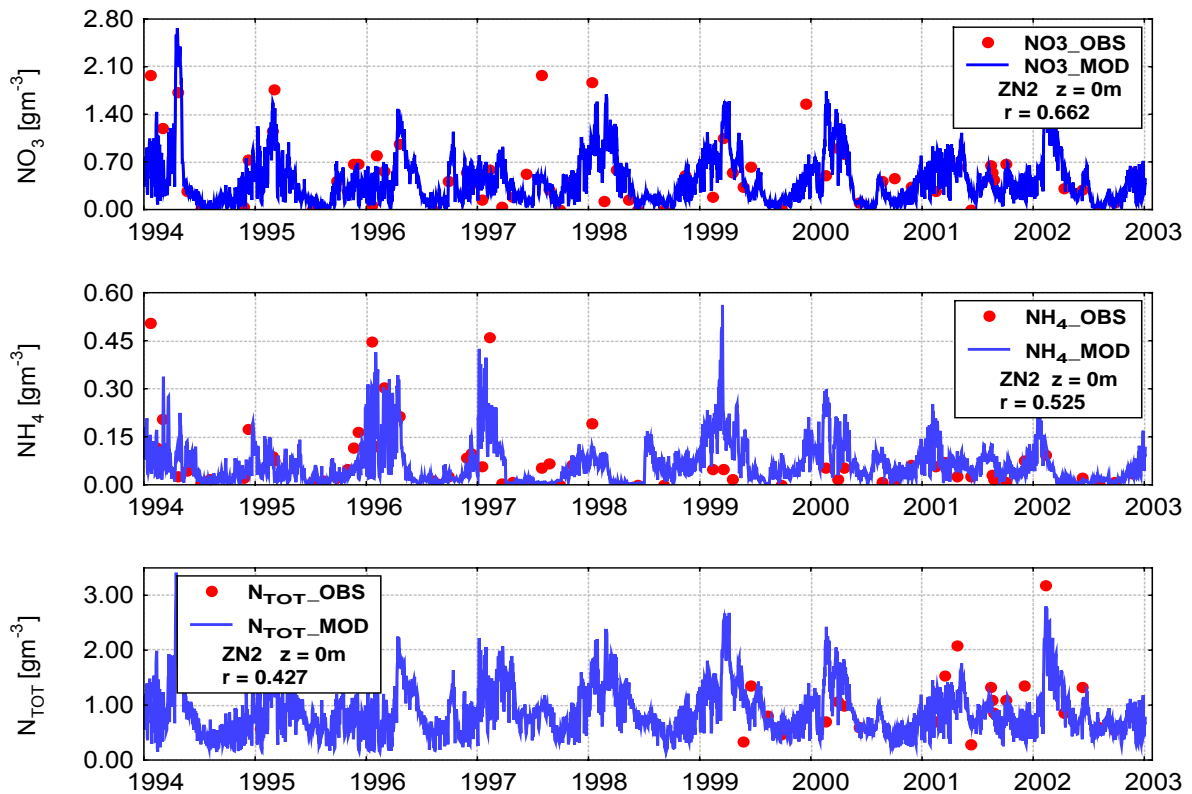 2.80
2.10
1.40
0.70
0.00
NO3 [gm-3]
NO3_OBS
NO3_MOD
ZN2 z = 0m
r = 0.662
1994 1995 1996 1997 1998 1999 2000 2001 2002 2003
0.60
0.45
0.30
0.15
0.00
NH4 [gm-3]
NH4_OBS
NH4_MOD
ZN2 z = 0m
r = 0.525
1994 1995 1996 1997 1998 1999 2000 2001 2002 2003
3.00
2.00
1.00
0.00
NTOT [gm-3]
NTOT_OBS
NTOT_MOD
ZN2 z = 0m
r = 0.427
1994 1995 1996 1997 1998 1999 2000 2001 2002 2003